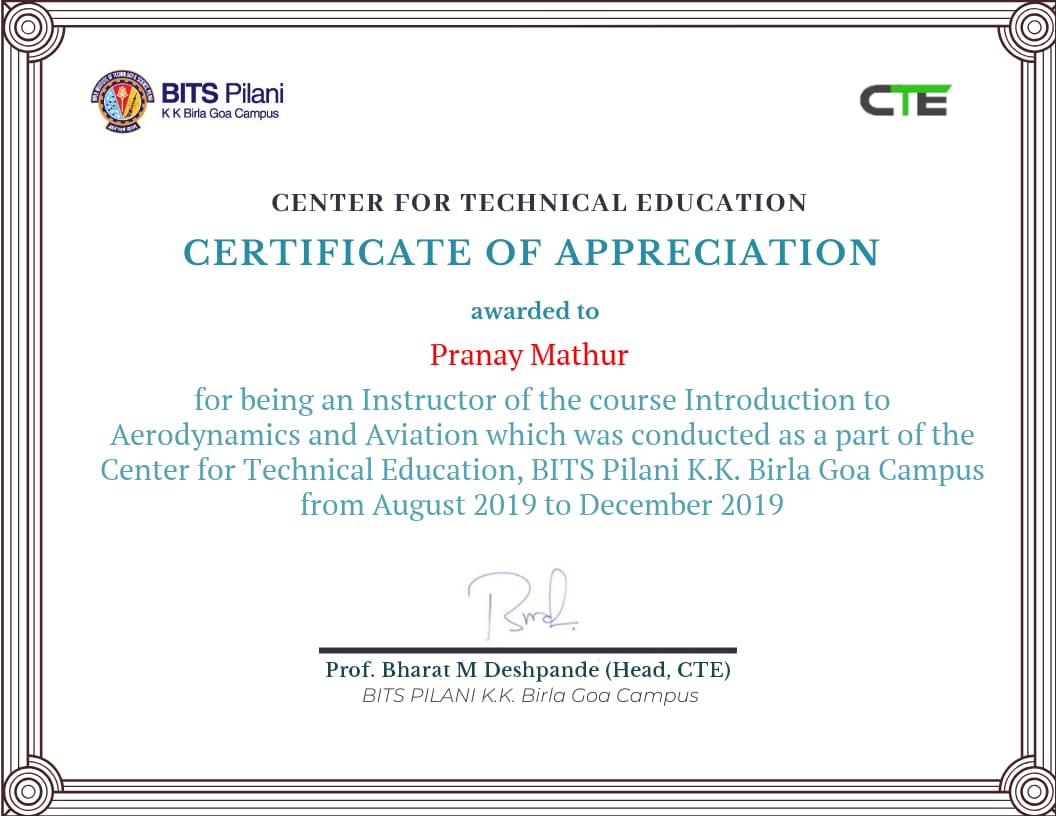 BITS Pilani
K K Birla Goa Campus
CTE
CENTER FOR TECHNICAL EDUCATION
CERTIFICATE OF APPRECIATION
awarded to
Pranay Mathur
for being an Instructor of the course Introduction to
Aerodynamics and Aviation which was conducted as a part of the
Center for Technical Education, BITS Pilani K.K. Birla Goa Campus
from August 2019 to December 2019
Prof. Bharat M Deshpande (Head, CTE)
BITS PILANI K.K. Birla Goa Campus